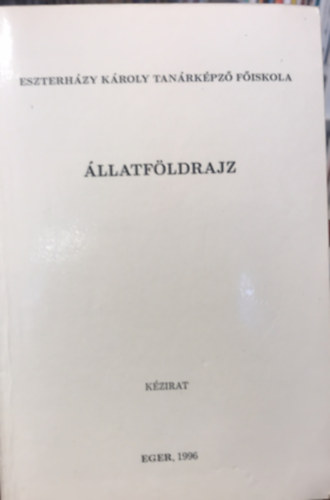 ESZTERHÁZY KÁROLY TANÁRKÉPZŐ FŐISKOLA
ÁLLATFÖLDRAJZ
KÉZIRAT
EGER, 1996